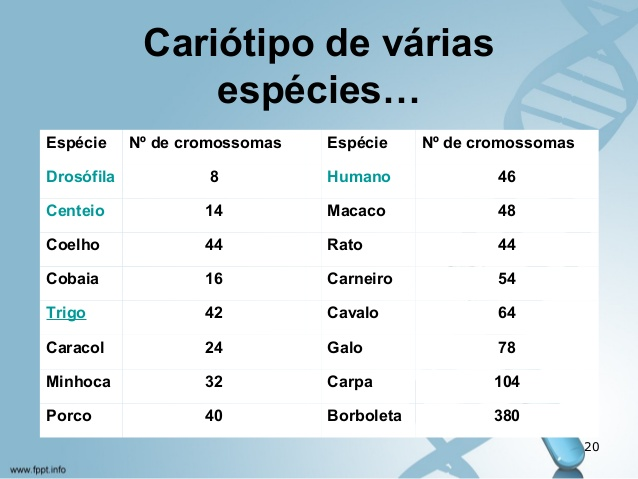 Cariótipo de várias
espécies…
Espécie Nº de cromossomas Espécie Nº de cromossomas
Drosófila 8 Humano 46
Centeio 14 Macaco 48
Coelho 44 Rato 44
Cobaia 16 Carneiro 54
Trigo 42 Cavalo 64
Caracol 24 Galo 78
Minhoca 32 Carpa 104
Porco 40 Borboleta 380
20
www.fppt.info